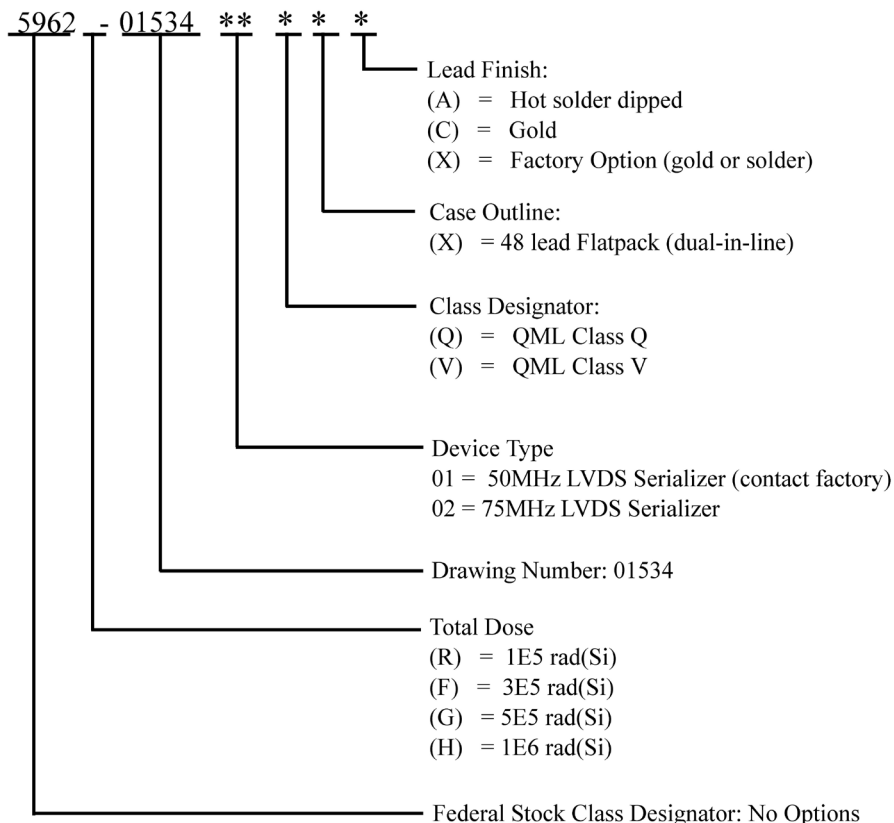 5962 - 01534 ** * * *
Lead Finish:
(A) = Hot solder dipped
(C) = Gold
(X) = Factory Option (gold or solder)
Case Outline:
(X) = 48 lead Flatpack (dual-in-line)
Class Designator:
(Q) = QML Class Q
(V) = QML Class V
Device Type
01 = 50MHz LVDS Serializer (contact factory)
02 = 75MHz LVDS Serializer
Drawing Number: 01534
Total Dose
(R) = 1E5 rad(Si)
(F) = 3E5 rad(Si)
(G) = 5E5 rad(Si)
(H) = 1E6 rad(Si)
Federal Stock Class Designator: No Options